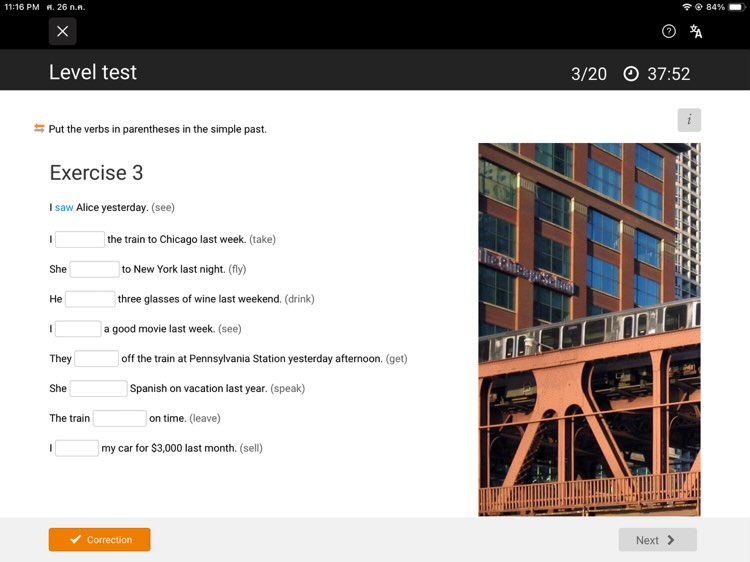 11:16 PM ศ. 26 ก.ค.
84%
Level test
3/20 37:52
Put the verbs in parentheses in the simple past.
i
Exercise 3
I saw Alice yesterday. (see)
I the train to Chicago last week. (take)
She to New York last night. (fly)
He three glasses of wine last weekend. (drink)
I a good movie last week. (see)
They off the train at Pennsylvania Station yesterday afternoon. (get)
She Spanish on vacation last year. (speak)
The train on time. (leave)
I my car for $3,000 last month. (sell)
Correction
Next